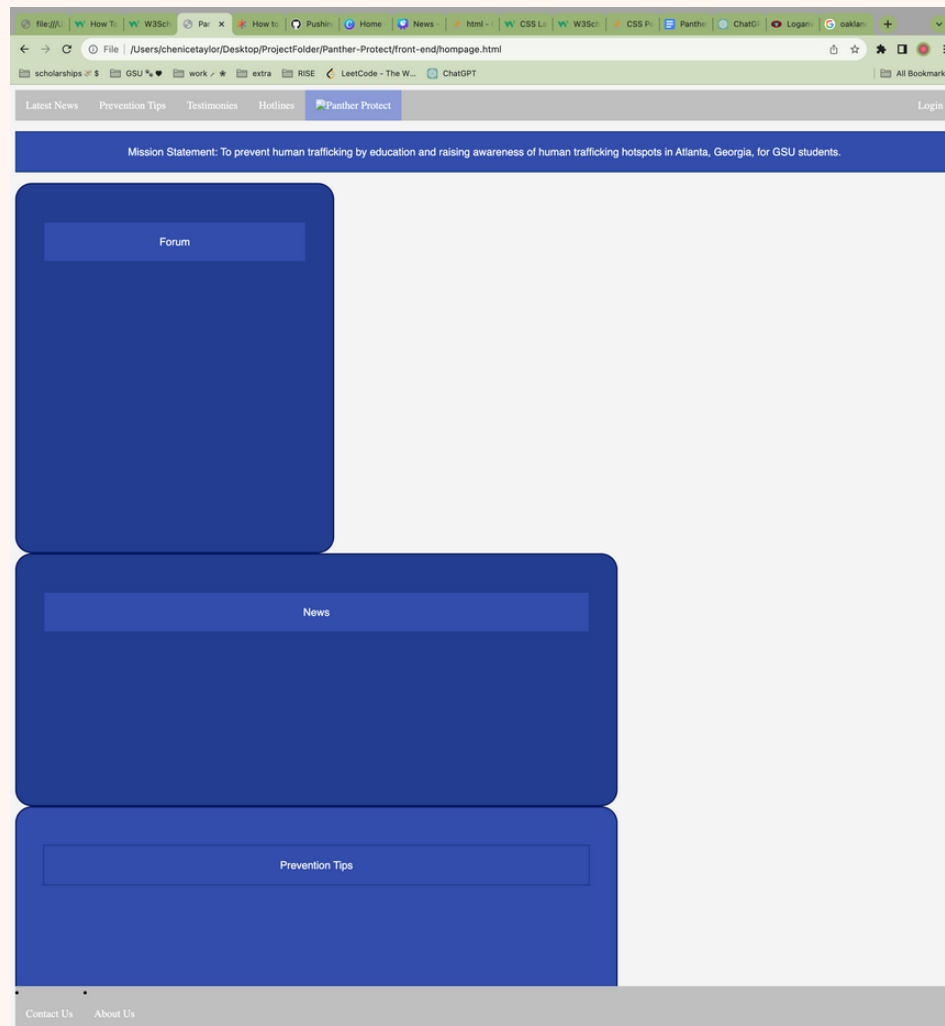 file:///U How To W3Sch Par How to Pushin Home News - html - CSS La W3Sch CSS Po Panthe ChatG Logam oaklan
File /Users/chenicetaylor/Desktop/ProjectFolder/Panther-Protect/front-end/hompage.html
scholarships $ GSU work extra RISE LeetCode - The W... ChatGPT All Bookmark
Latest News Prevention Tips Testimonies Hotlines Panther Protect Login
Mission Statement: To prevent human trafficking by education and raising awareness of human trafficking hotspots in Atlanta, Georgia, for GSU students.
Forum
News
Prevention Tips
Contact Us About Us